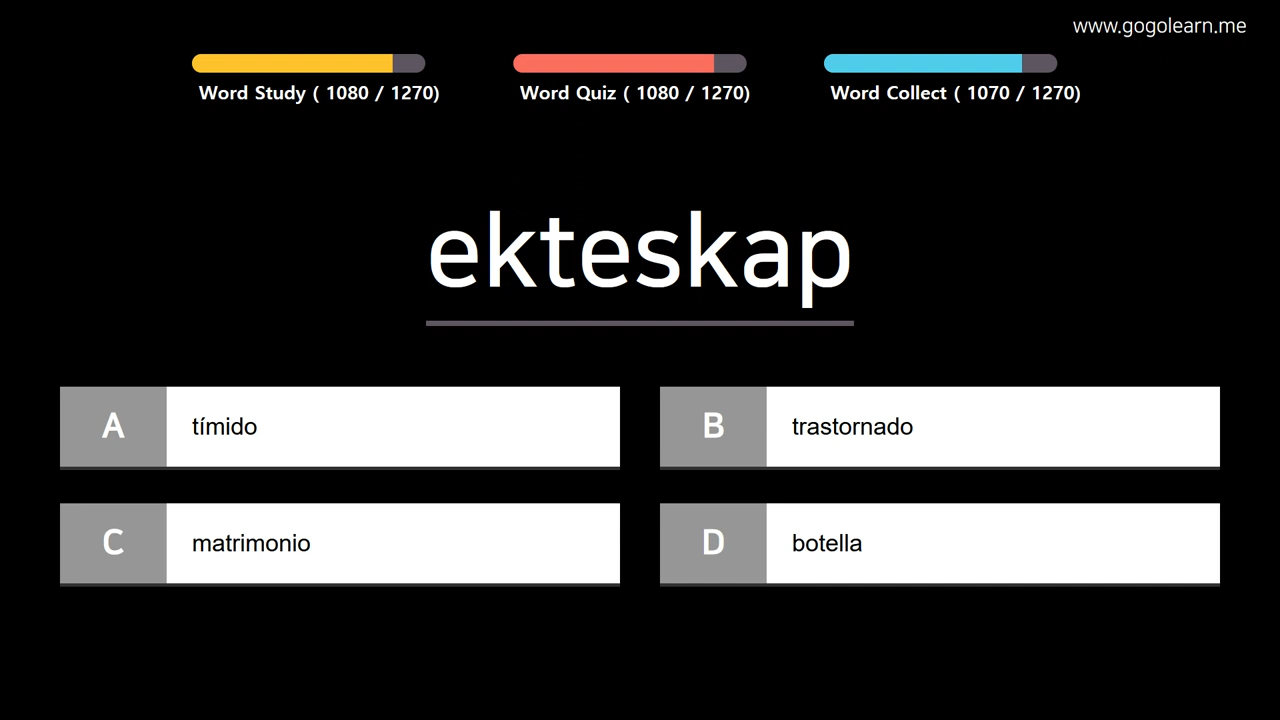 www.gogolearn.me
Word Study ( 1080 / 1270)
Word Quiz ( 1080 / 1270)
Word Collect ( 1070 / 1270)
ekteskap
A tímido
B trastornado
C matrimonio
D botella